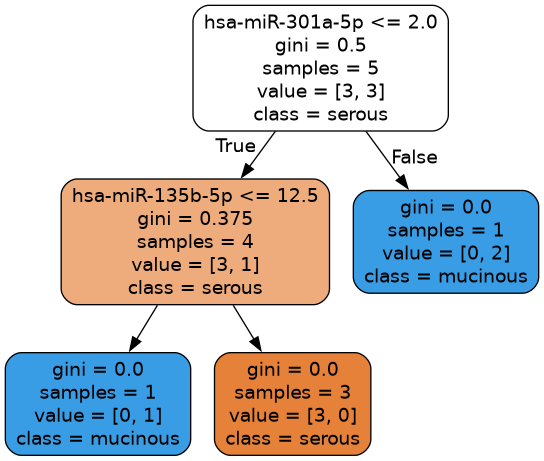 hsa-miR-301a-5p <= 2.0
gini = 0.5
samples = 5
value = [3, 3]
class = serous
True
False
hsa-miR-135b-5p <= 12.5
gini = 0.375
samples = 4
value = [3, 1]
class = serous
gini = 0.0
samples = 1
value = [0, 2]
class = mucinous
gini = 0.0
samples = 1
value = [0, 1]
class = mucinous
gini = 0.0
samples = 3
value = [3, 0]
class = serous